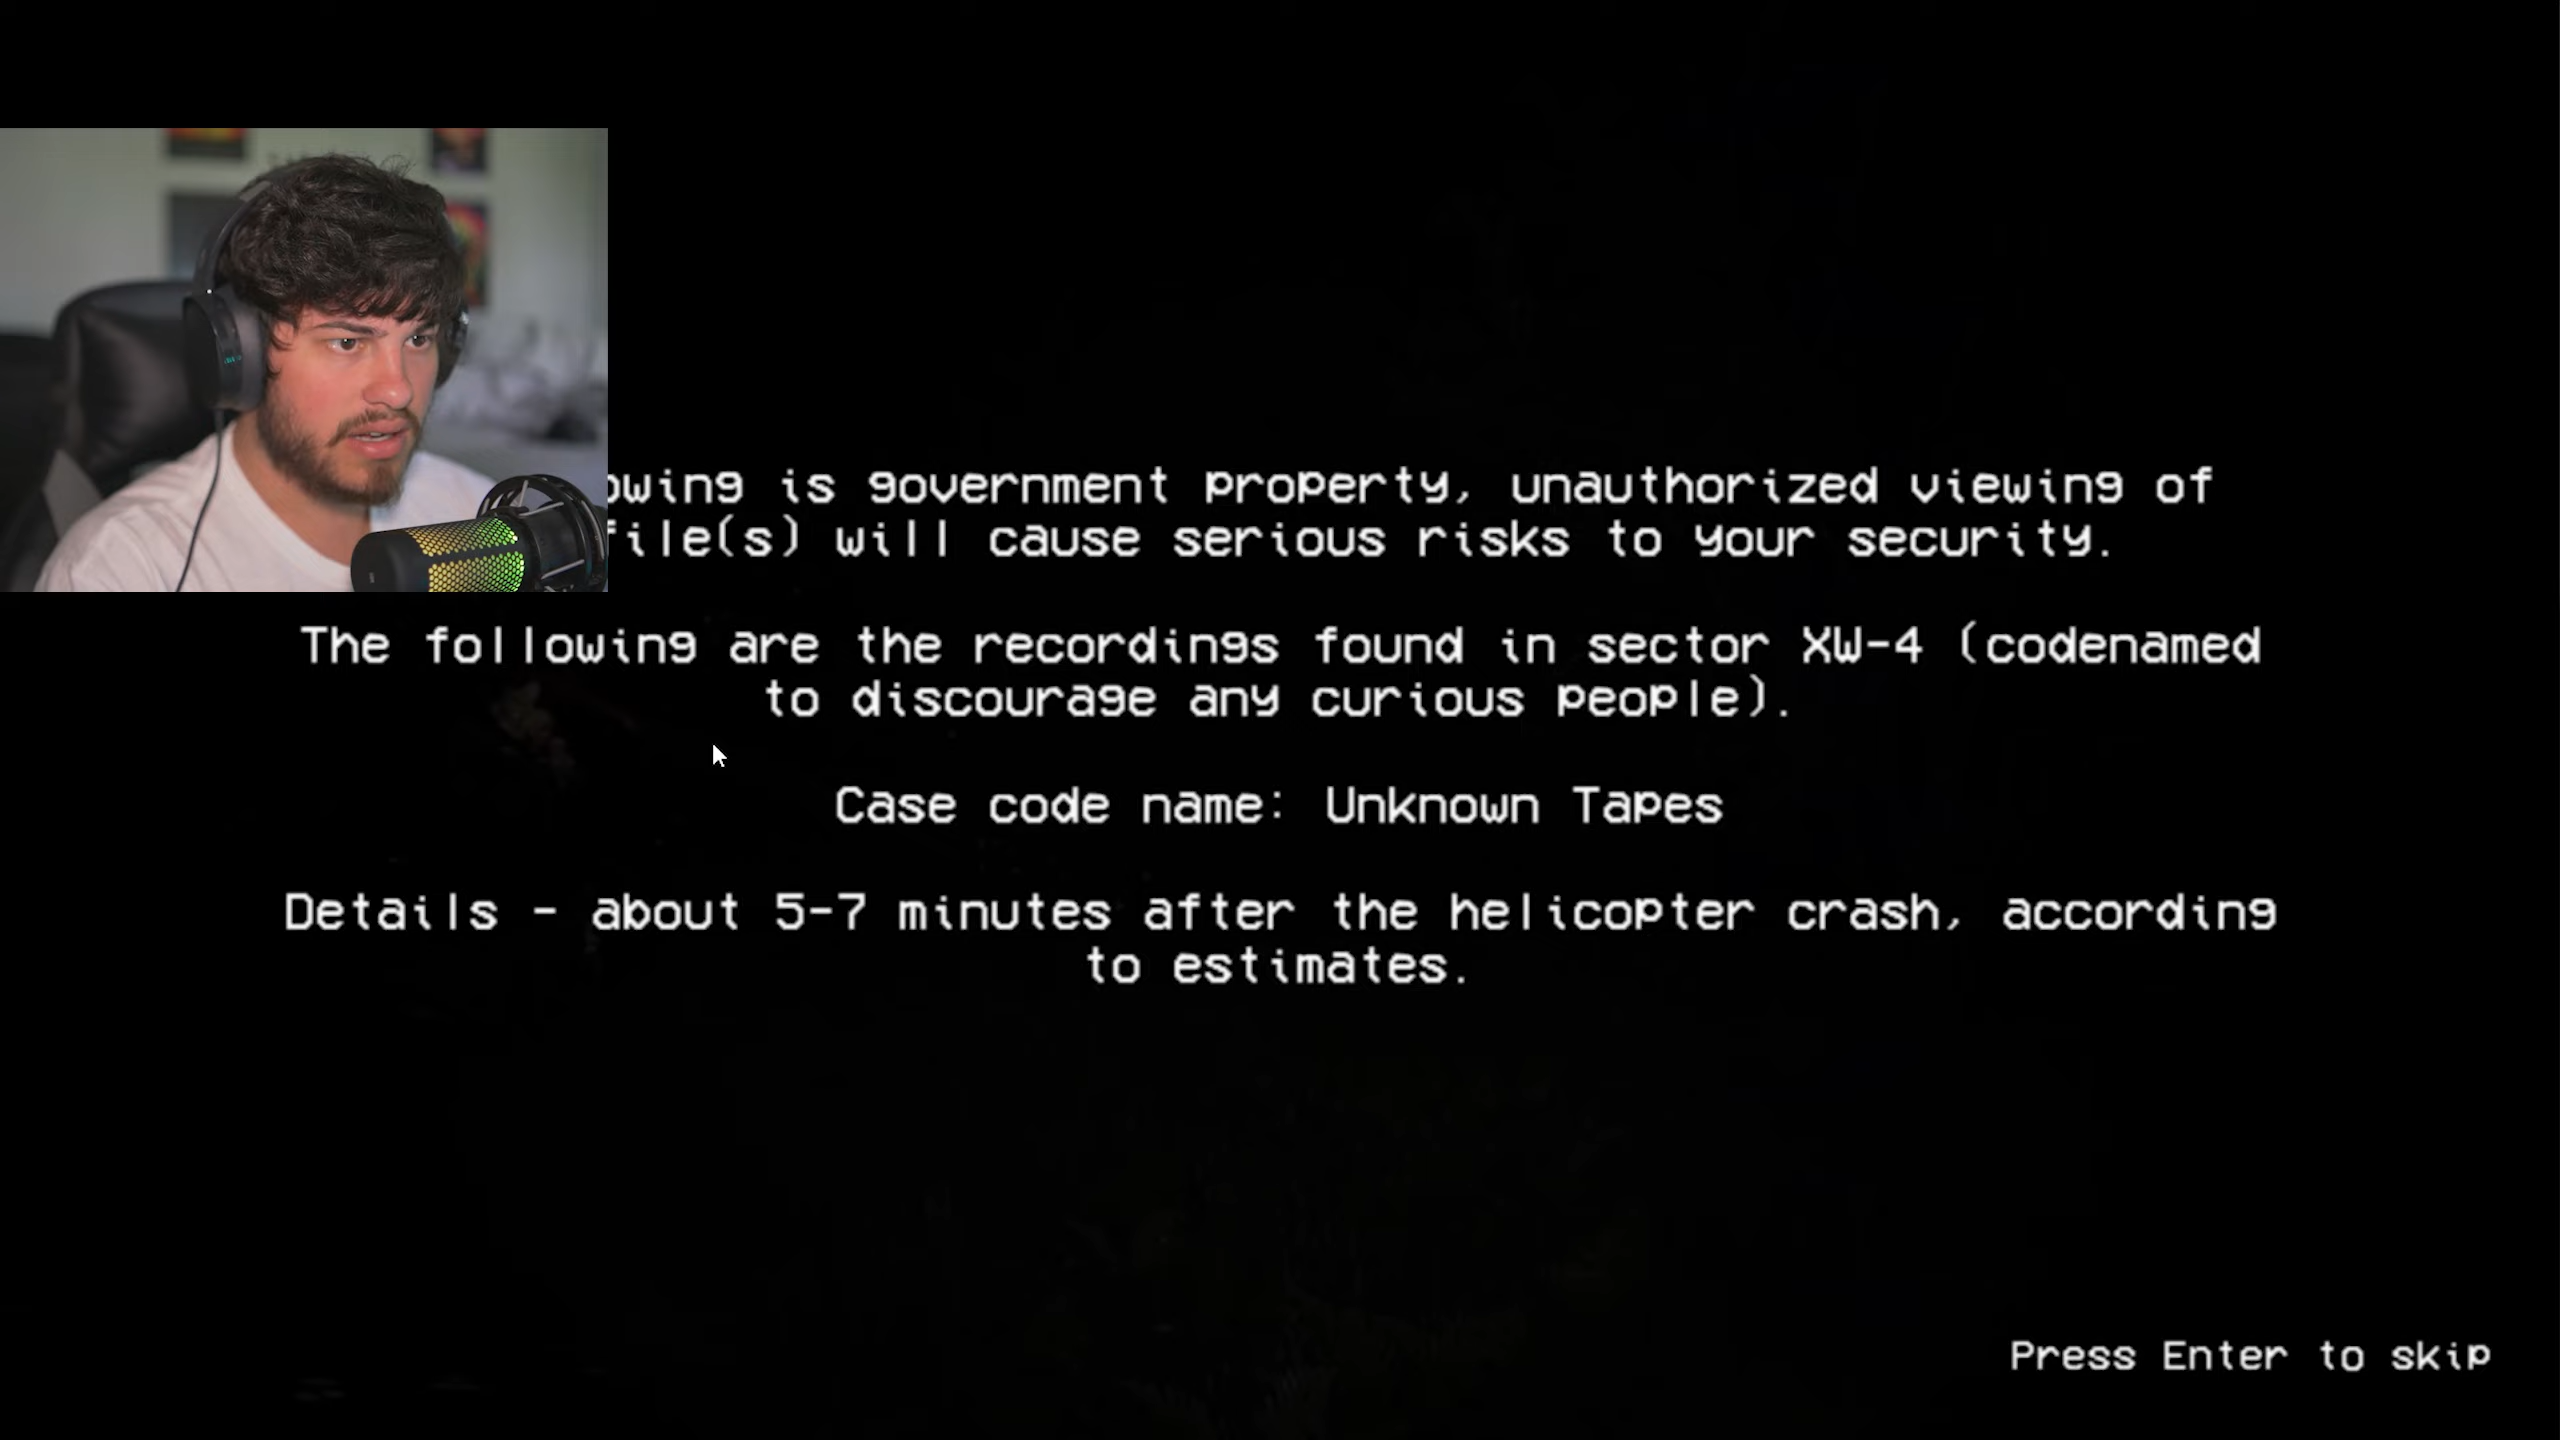 is government property, unauthorized viewing of
will cause serious risks to your security.
The following are the recordings found in sector XW-4 (codenamed
to discourage any curious people).
Case code name: Unknown Tapes
Details - about 5-7 minutes after the helicopter crash, according
to estimates.
Press Enter to skip